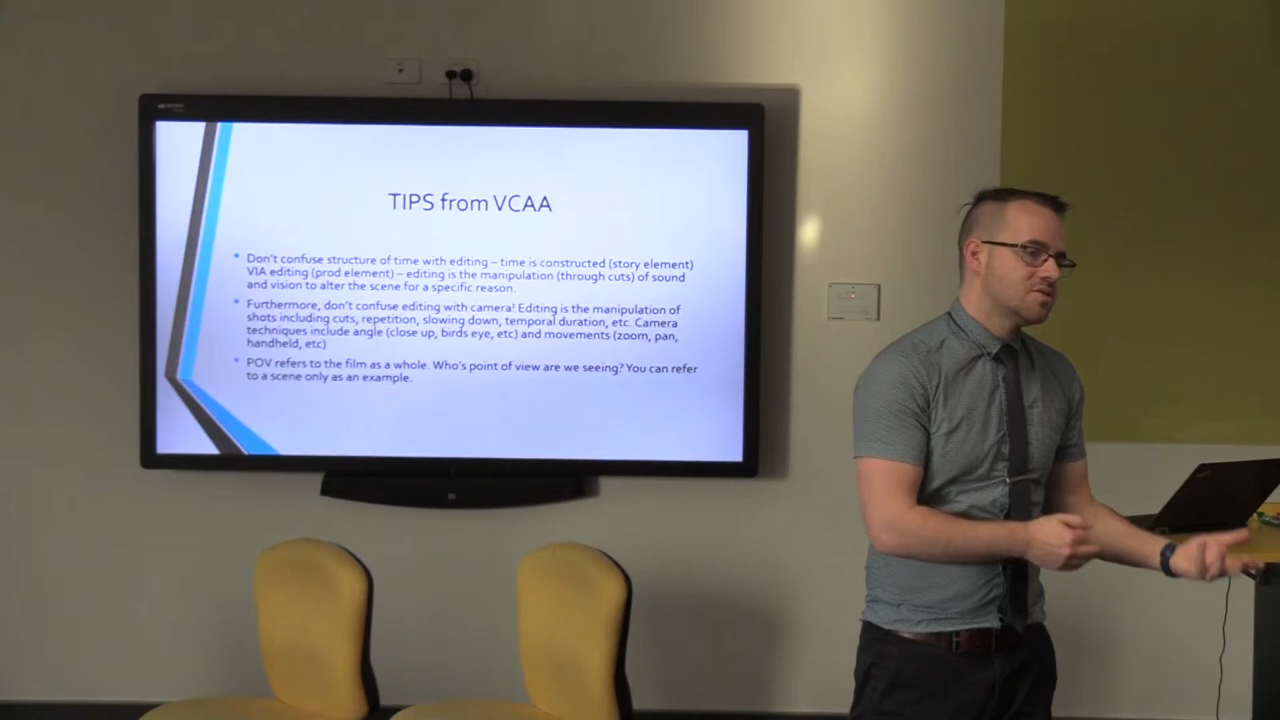 TIPS from VCAA
Don't confuse structure of time with editing – time is constructed (story element)
VIA editing (prod element) – editing is the manipulation (through cuts) of sound
and vision to alter the scene for a specific reason.
Furthermore, don't confuse editing with camera! Editing is the manipulation of
shots including cuts, repetition, slowing down, temporal duration, etc. Camera
techniques include angle (close up, birds eye, etc) and movements (zoom, pan,
handheld, etc)
POV refers to the film as a whole. Who's point of view are we seeing? You can refer
to a scene only as an example.